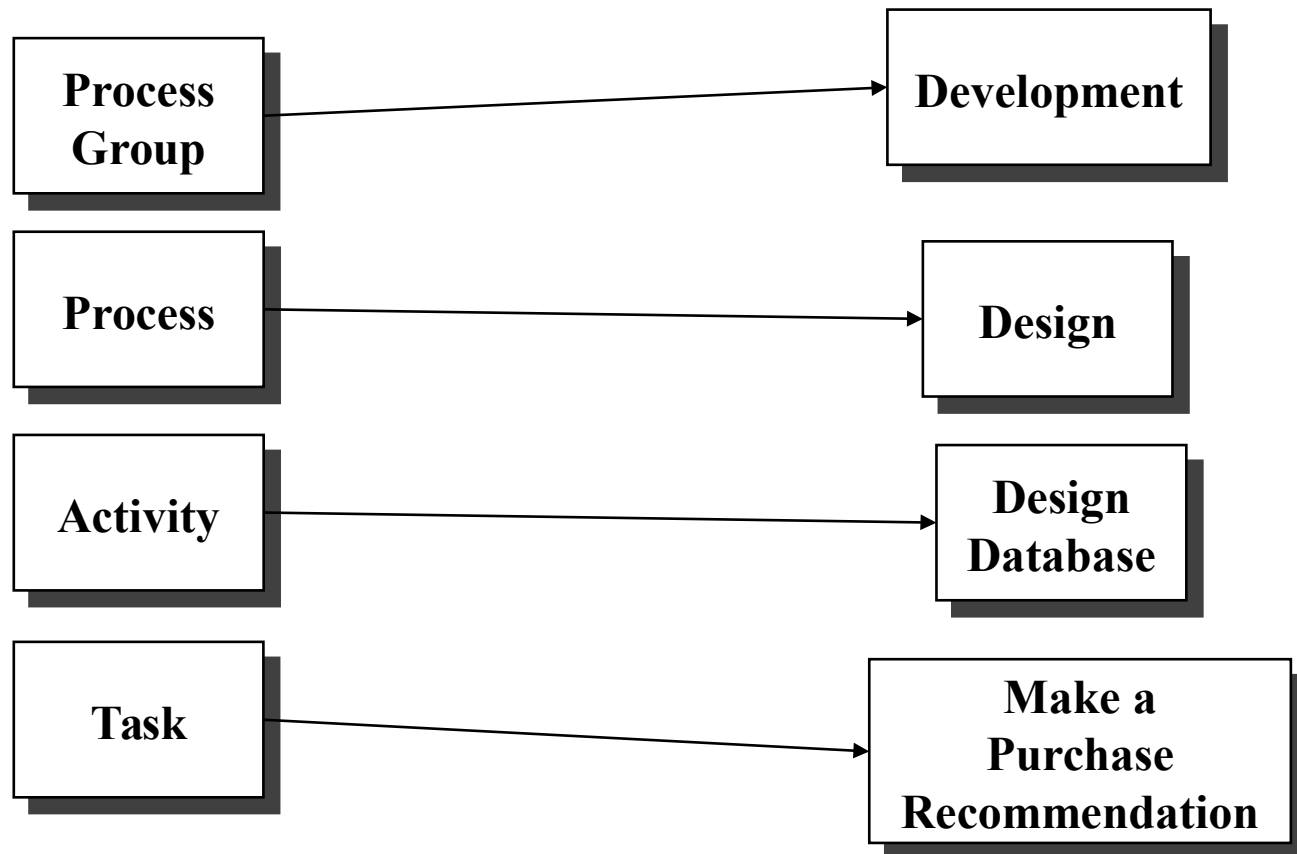 Process
Group
Development
Process
Design
Activity
Design
Database
Task
Make a
Purchase
Recommendation